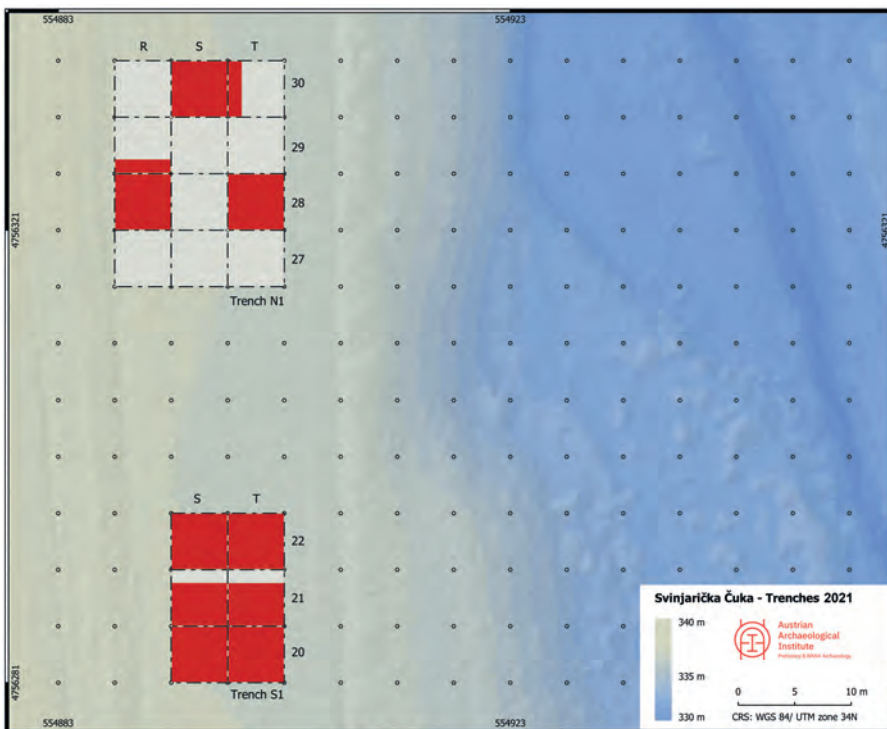 554883
554923
R S T
30
29
28
27
4756321
4756321
Trench N1
S T
22
21
20
Trench S1
4756281
554883
554923
Svinjarička Čuka - Trenches 2021
340 m
335 m
330 m
Austrian
Archaeological
Institute
Prehistory & WANA Archaeology
0 5 10 m
CRS: WGS 84/ UTM zone 34N